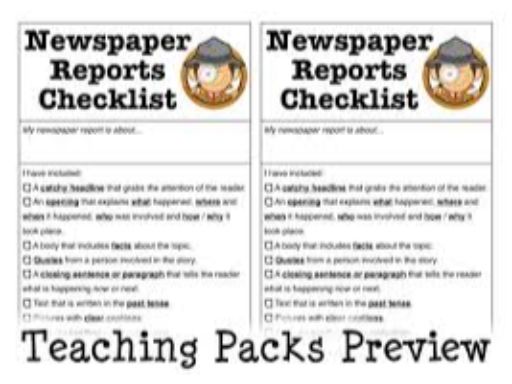 Newspaper
Reports
Checklist
My newspaper report is about...
I have included:
A catchy headline that grabs the attention of the reader.
An opening that explains what happened, where and
when it happened, who was involved and how / why it
took place.
A body that includes facts about the topic.
Quotes from a person involved in the story.
A closing sentence or paragraph that tells the reader
what is happening now or next.
Text that is written in the past tense.
Pictures with clear captions.
Newspaper
Reports
Checklist
My newspaper report is about...
I have included:
A catchy headline that grabs the attention of the reader.
An opening that explains what happened, where and
when it happened, who was involved and how / why it
took place.
A body that includes facts about the topic.
Quotes from a person involved in the story.
A closing sentence or paragraph that tells the reader
what is happening now or next.
Text that is written in the past tense.
Pictures with clear captions.
Teaching Packs Preview